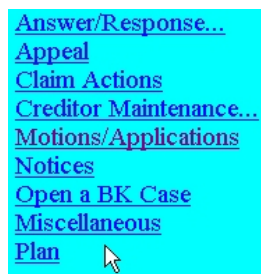 Answer/Response...
Appeal
Claim Actions
Creditor Maintenance...
Motions/Applications
Notices
Open a BK Case
Miscellaneous
Plan